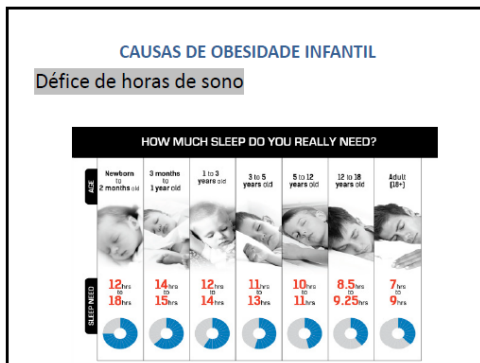 CAUSAS DE OBESIDADE INFANTIL
Défice de horas de sono
HOW MUCH SLEEP DO YOU REALLY NEED?
AGE
Newborn
to
2 months old
3 months
to
1 year old
1 to 3
years old
3 to 5
years old
5 to 12
years old
12 to 18
years old
Adult
(18+)
SLEEP NEED
12hrs
to
18hrs
14hrs
to
15hrs
12hrs
to
14hrs
11hrs
to
13hrs
10hrs
to
11hrs
8.5hrs
to
9.25hrs
7hrs
to
9hrs